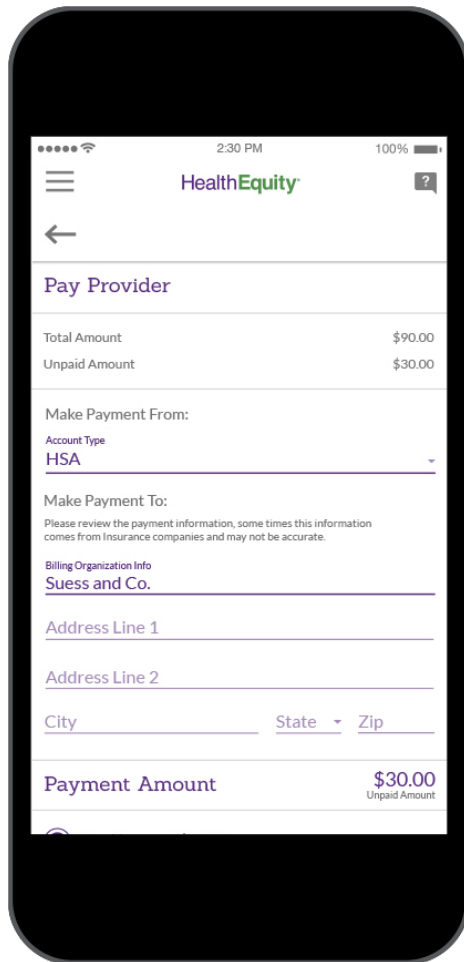 2:30 PM
100%
HealthEquity
?
Pay Provider
Total Amount $90.00
Unpaid Amount $30.00
Make Payment From:
Account Type
HSA
Make Payment To:
Please review the payment information, some times this information
comes from Insurance companies and may not be accurate.
Billing Organization Info
Suess and Co.
Address Line 1
Address Line 2
City State Zip
Payment Amount $30.00
Unpaid Amount